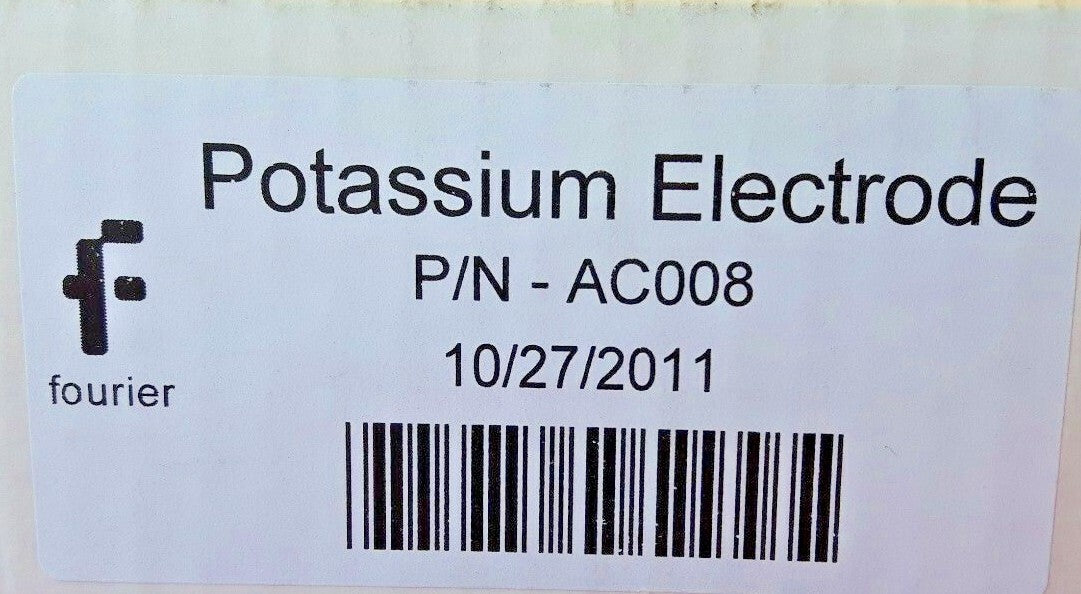 Potassium Electrode
P/N - AC008
10/27/2011
fourier